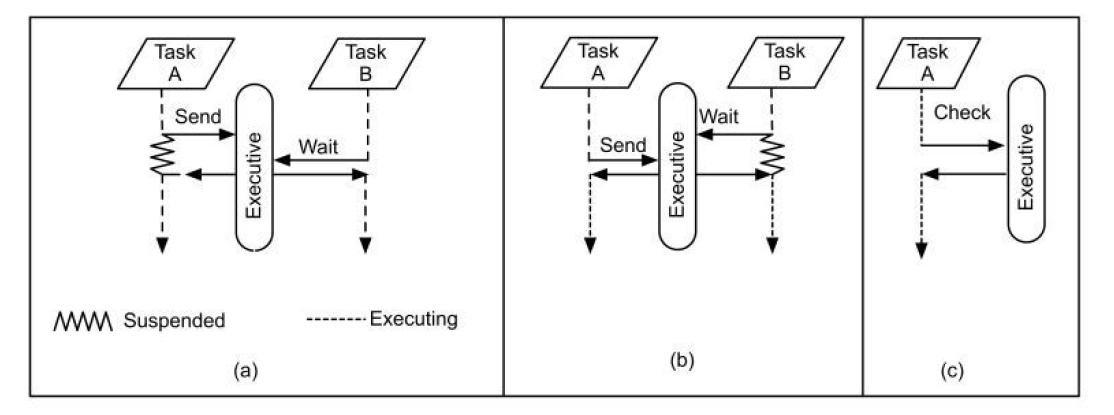 Task
A
Task
B
Send
Wait
Executive
Suspended
Executing
(a)
Task
A
Task
B
Wait
Send
Executive
(b)
Task
A
Check
Executive
(c)